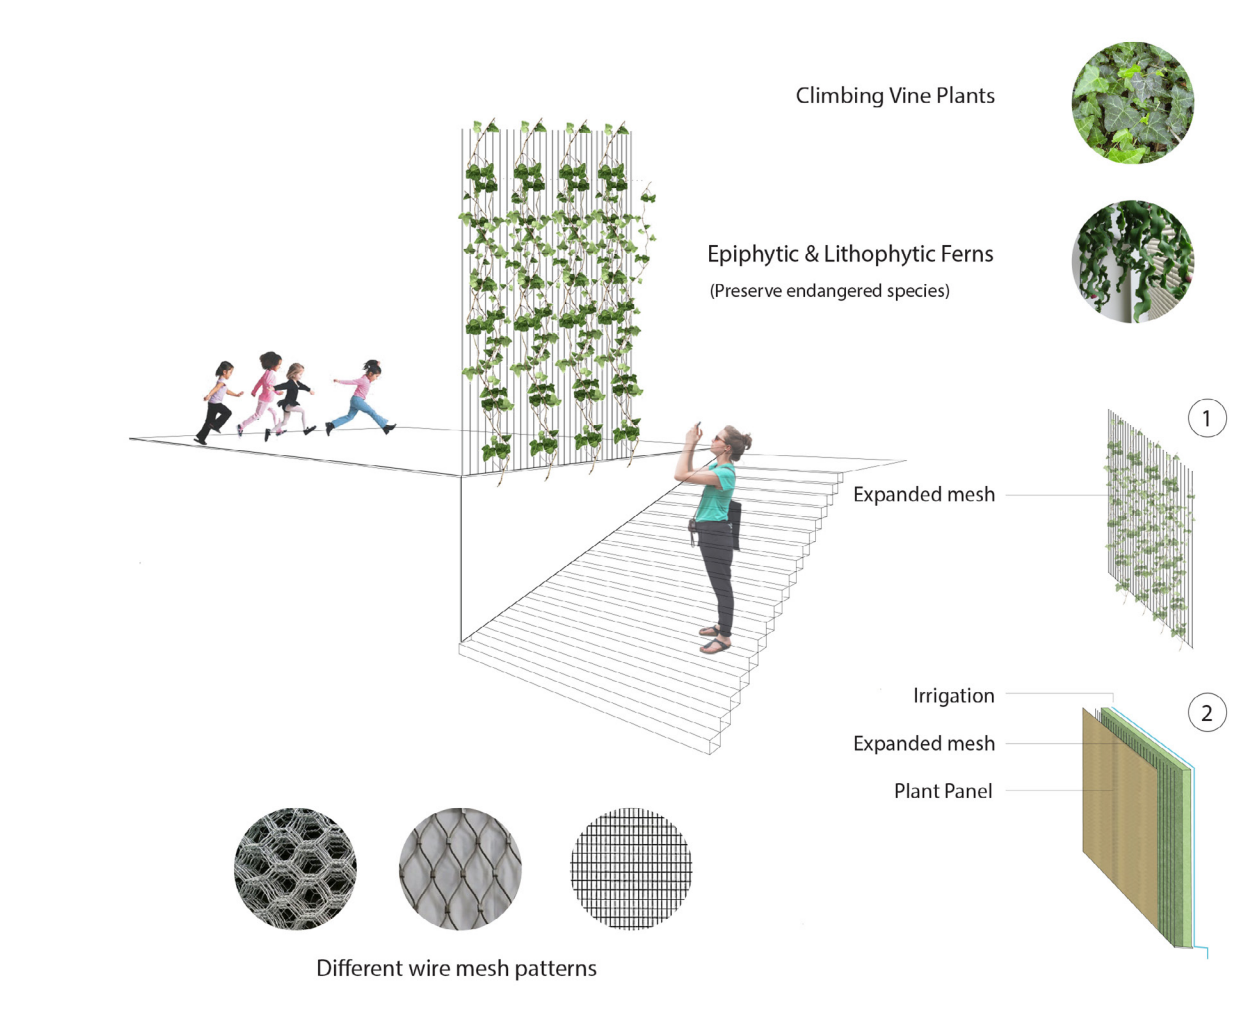 Climbing Vine Plants
Epiphytic & Lithophytic Ferns
(Preserve endangered species)
1
Expanded mesh
Irrigation
2
Expanded mesh
Plant Panel
Different wire mesh patterns